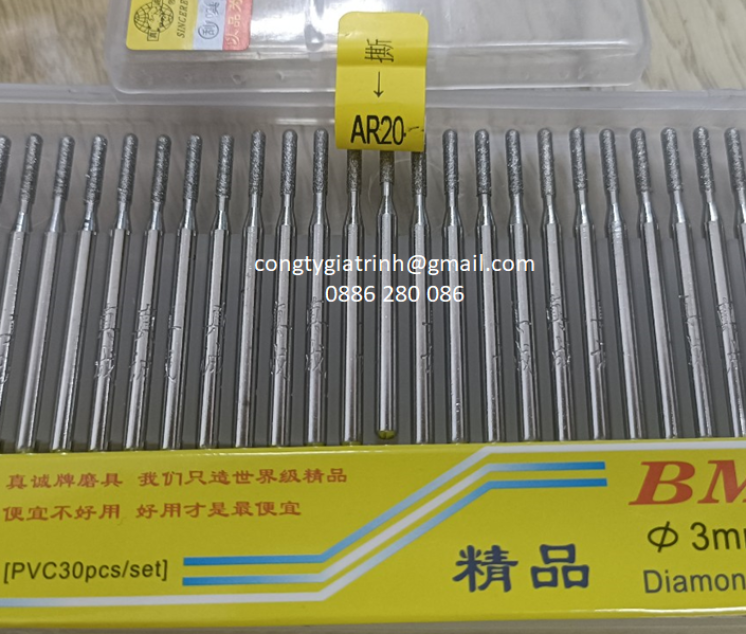 SINCERE
撕
→
AR20
congtygiatrinh@gmail.com
0886 280 086
真诚牌磨具 我们只造世界级精品
便宜不好用 好用才是最便宜
BM
[PVC30pcs/set]
精品
Φ 3m
Diamon